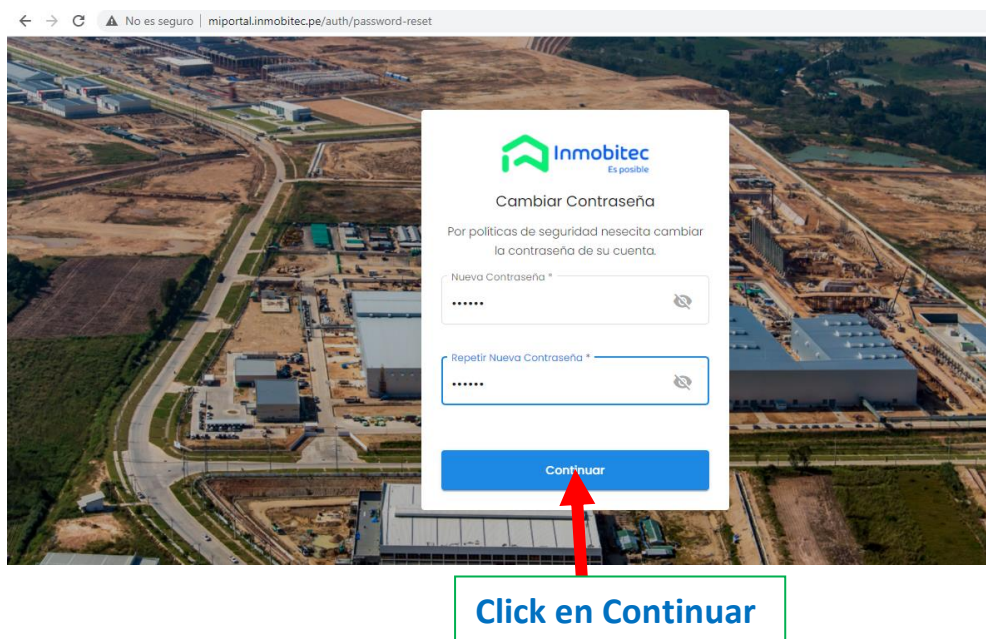 No es seguro | miportal.inmobitec.pe/auth/password-reset
Inmobitec
Es posible
Cambiar Contraseña
Por políticas de seguridad nesecita cambiar
la contraseña de su cuenta.
Nueva Contraseña *
••••••
Repetir Nueva Contraseña *
••••••
Continuar
Click en Continuar